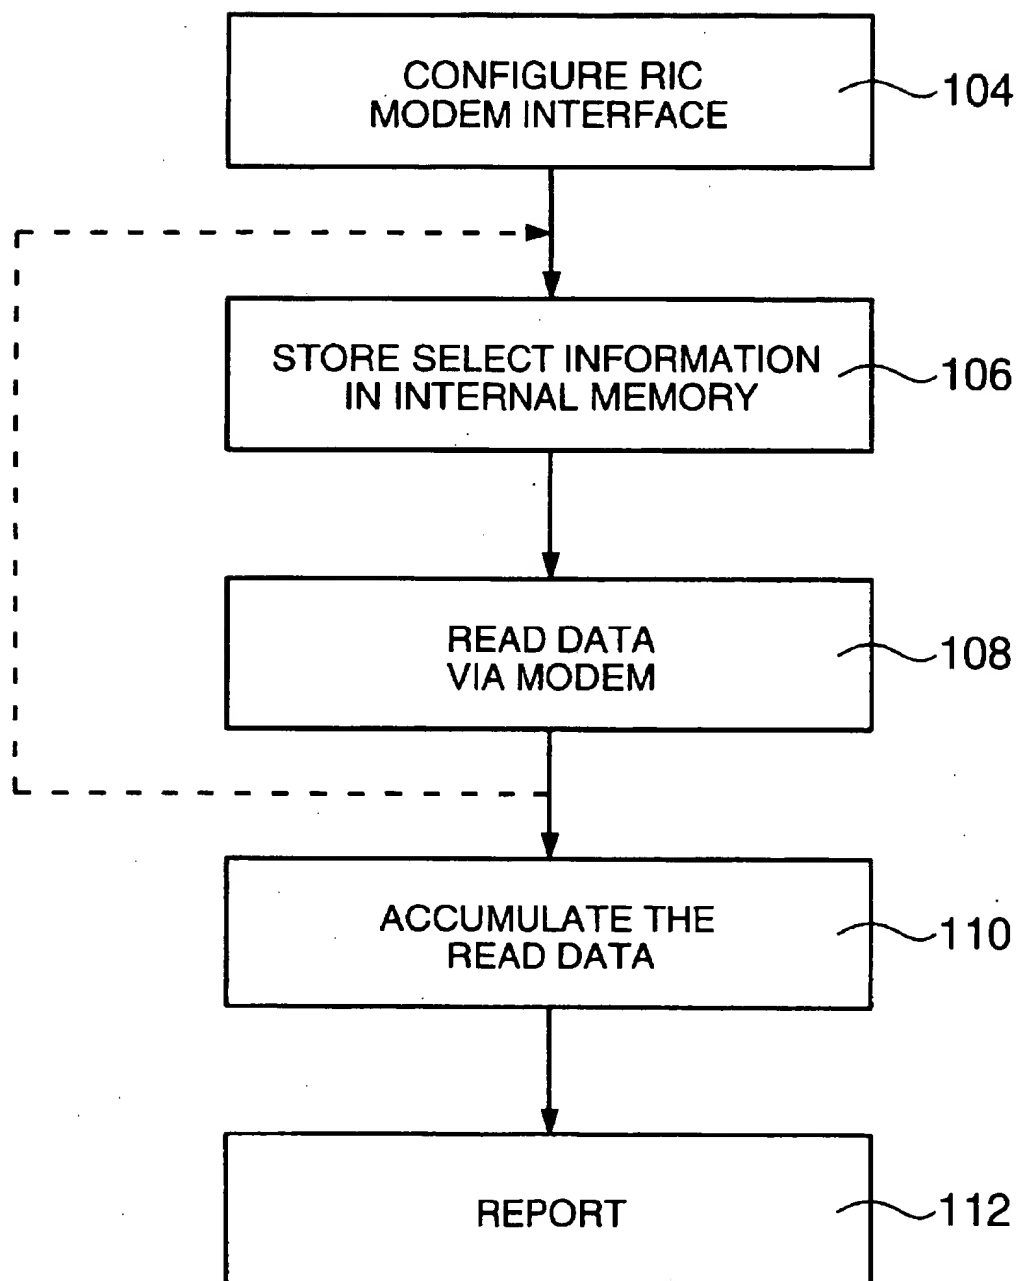 CONFIGURE RIC
MODEM INTERFACE
104
STORE SELECT INFORMATION
IN INTERNAL MEMORY
106
READ DATA
VIA MODEM
108
ACCUMULATE THE
READ DATA
110
REPORT
112